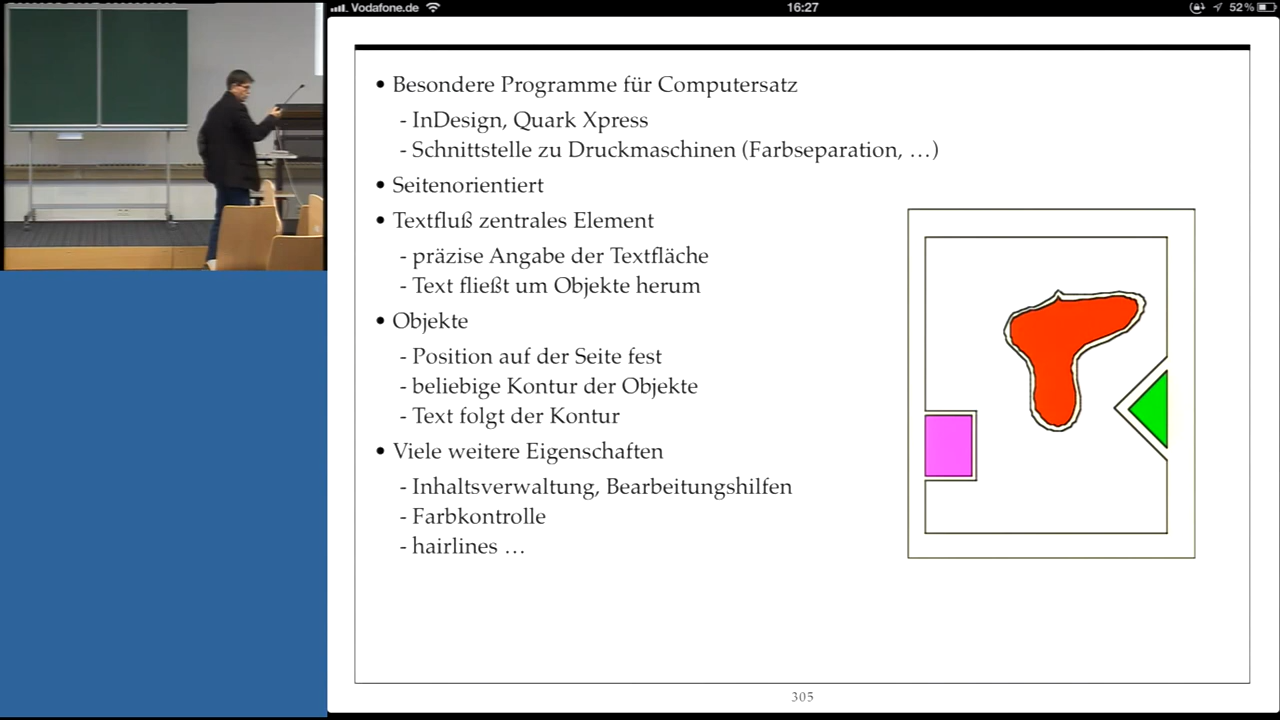 Vodafone.de 16:27 52%
• Besondere Programme für Computersatz
- InDesign, Quark Xpress
- Schnittstelle zu Druckmaschinen (Farbseparation, …)
• Seitenorientiert
• Textfluß zentrales Element
- präzise Angabe der Textfläche
- Text fließt um Objekte herum
• Objekte
- Position auf der Seite fest
- beliebige Kontur der Objekte
- Text folgt der Kontur
• Viele weitere Eigenschaften
- Inhaltsverwaltung, Bearbeitungshilfen
- Farbkontrolle
- hairlines …
305